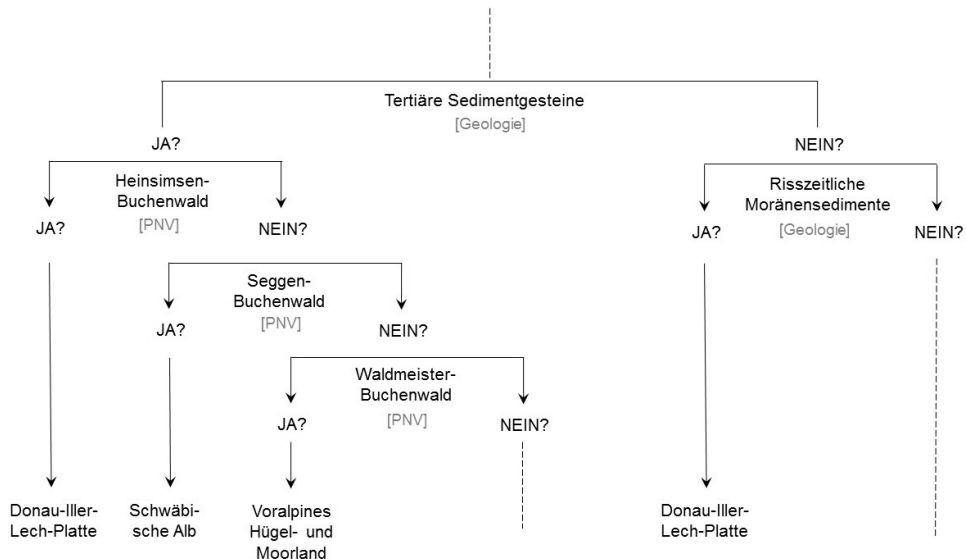 Tertiäre Sedimentgesteine
[Geologie]
JA?
NEIN?
Heinsimsen-
Buchenwald
[PNV]
JA?
NEIN?
Risszeitliche
Moränensedimente
[Geologie]
JA?
NEIN?
Seggen-
Buchenwald
[PNV]
JA?
NEIN?
Waldmeister-
Buchenwald
[PNV]
JA?
NEIN?
Donau-Iller-
Lech-Platte
Schwäbi-
sche Alb
Voralpines
Hügel- und
Moorland
Donau-Iller-
Lech-Platte